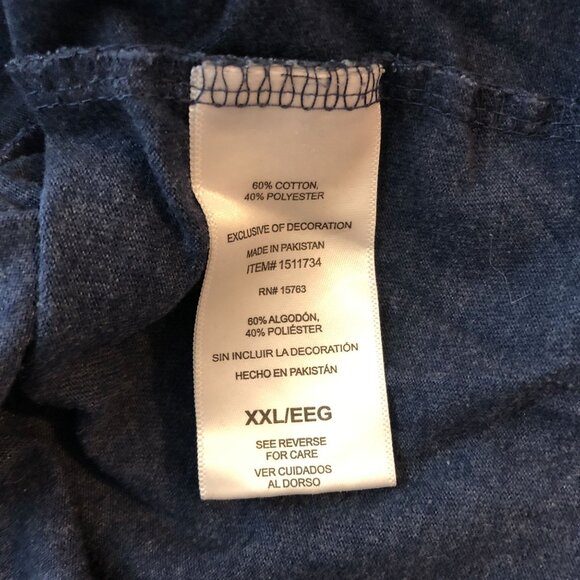 60% COTTON,
40% POLYESTER
EXCLUSIVE OF DECORATION
MADE IN PAKISTAN
ITEM# 1511734
RN# 15763
60% ALGODÓN,
40% POLIÉSTER
SIN INCLUIR LA DECORATIÓN
HECHO EN PAKISTÁN
XXL/EEG
SEE REVERSE
FOR CARE
VER CUIDADOS
AL DORSO